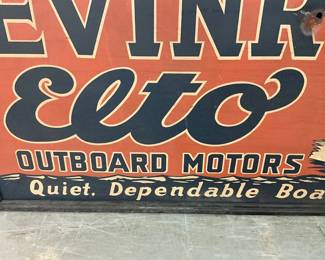 EVINR
Elto
OUTBOARD MOTORS
Quiet. Dependable Boa